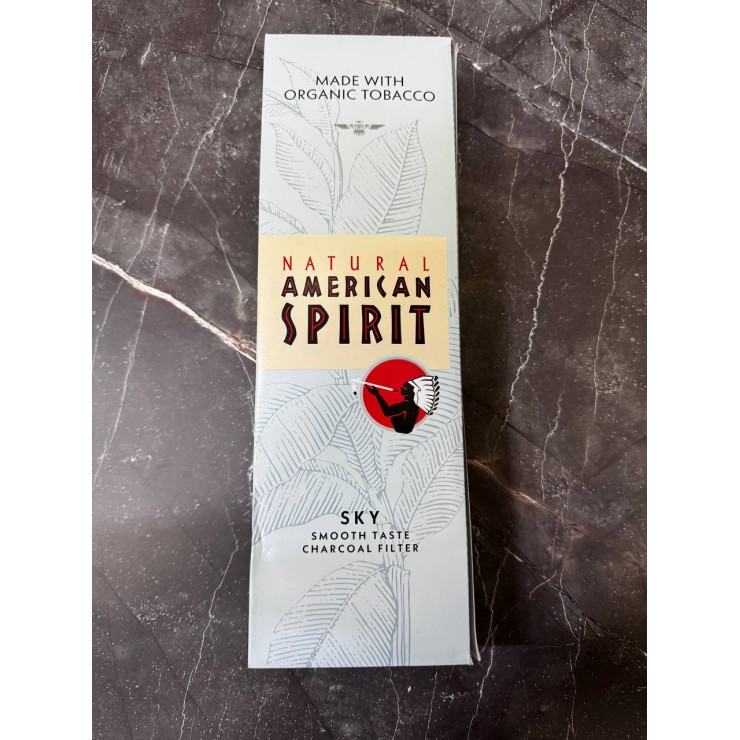 MADE WITH
ORGANIC TOBACCO
NATURAL
AMERICAN
SPIRIT
SKY
SMOOTH TASTE
CHARCOAL FILTER